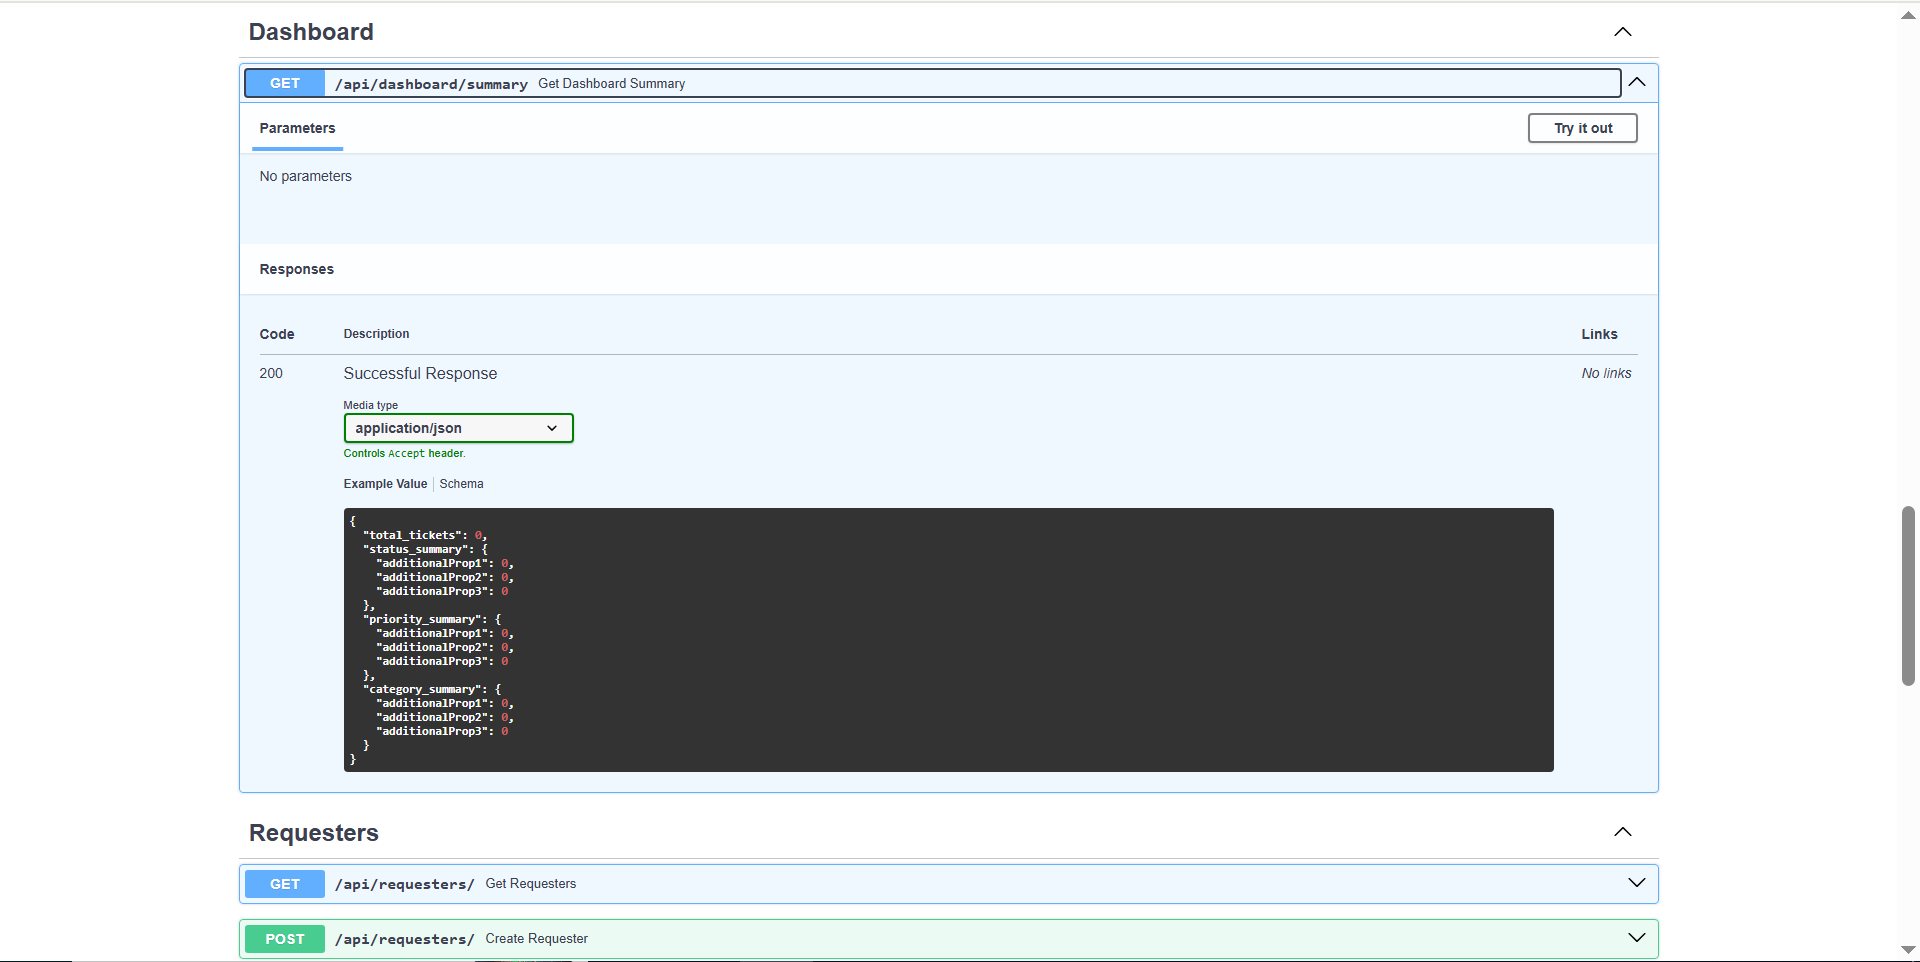 Dashboard
GET /api/dashboard/summary Get Dashboard Summary
Parameters
Try it out
No parameters
Responses
Code Description Links
200 Successful Response No links
Media type
application/json
Controls Accept header.
Example Value Schema
{
  "total_tickets": 0,
  "status_summary": {
    "additionalProp1": 0,
    "additionalProp2": 0,
    "additionalProp3": 0
  },
  "priority_summary": {
    "additionalProp1": 0,
    "additionalProp2": 0,
    "additionalProp3": 0
  },
  "category_summary": {
    "additionalProp1": 0,
    "additionalProp2": 0,
    "additionalProp3": 0
  }
}
Requesters
GET /api/requesters/ Get Requesters
POST /api/requesters/ Create Requester